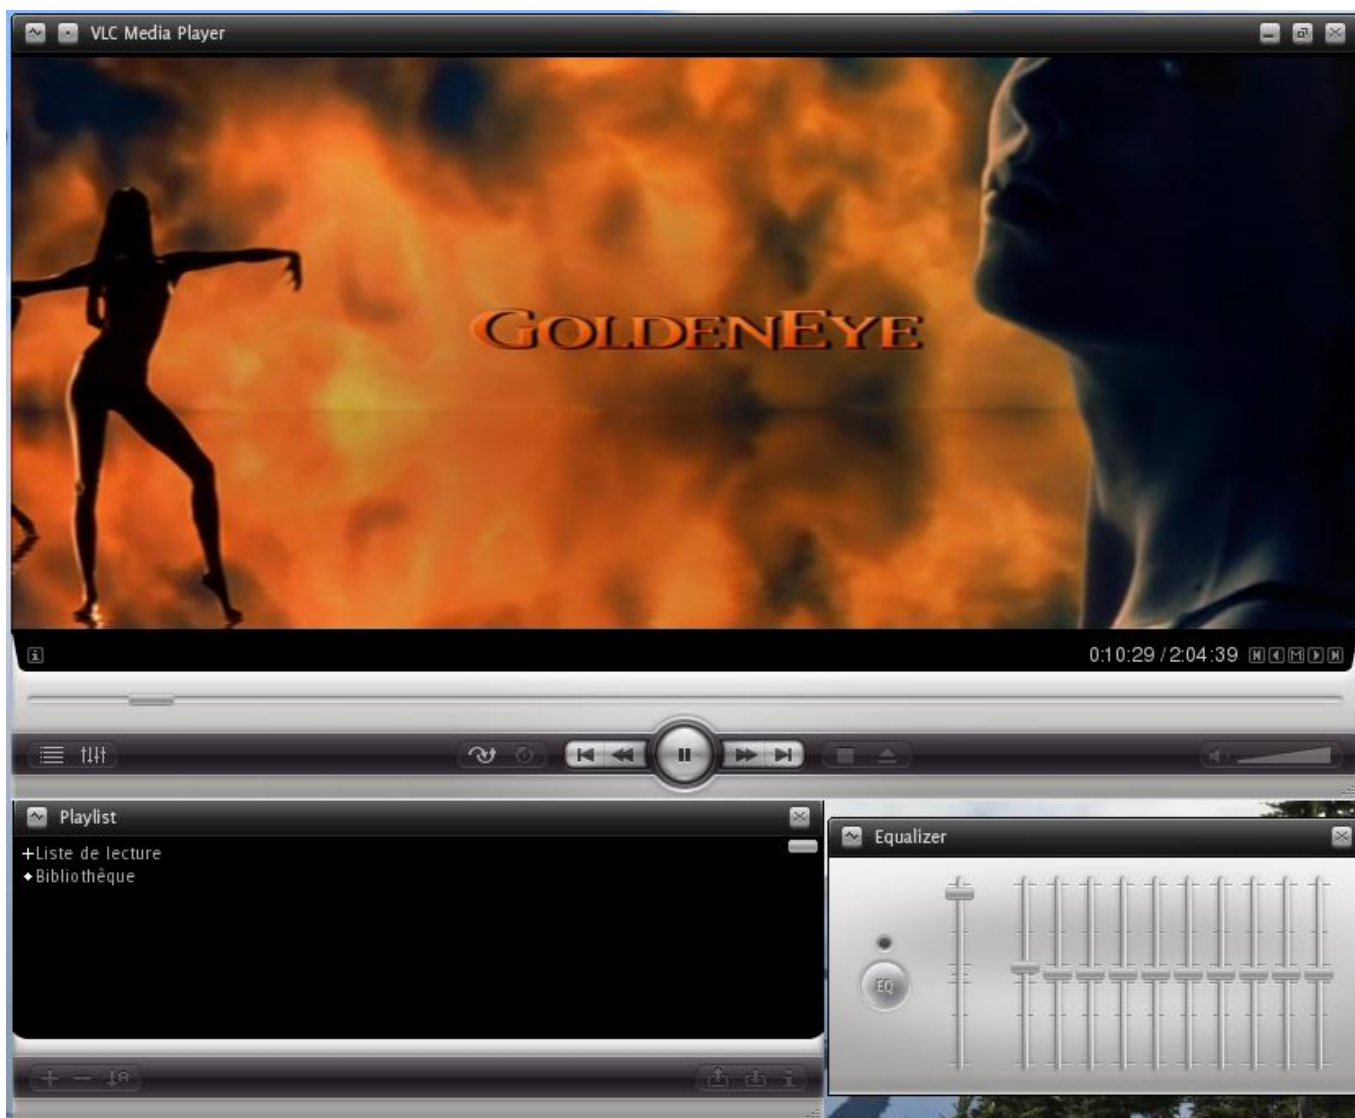 VLC Media Player
GOLDENEYE
0:10:29 / 2:04:39
M
Playlist
+Liste de lecture
Bibliothèque
Equalizer
EQ